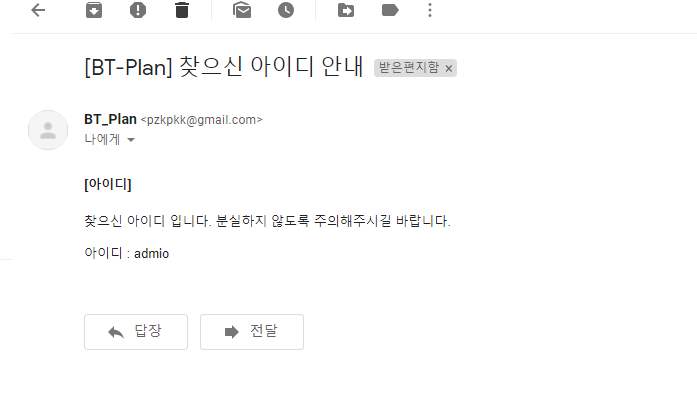 [BT-Plan] 찾으신 아이디 안내 받은편지함 ×
BT_Plan <pzkpkk@gmail.com>
나에게
[아이디]
찾으신 아이디 입니다. 분실하지 않도록 주의해주시길 바랍니다.
아이디 : admio
답장 전달